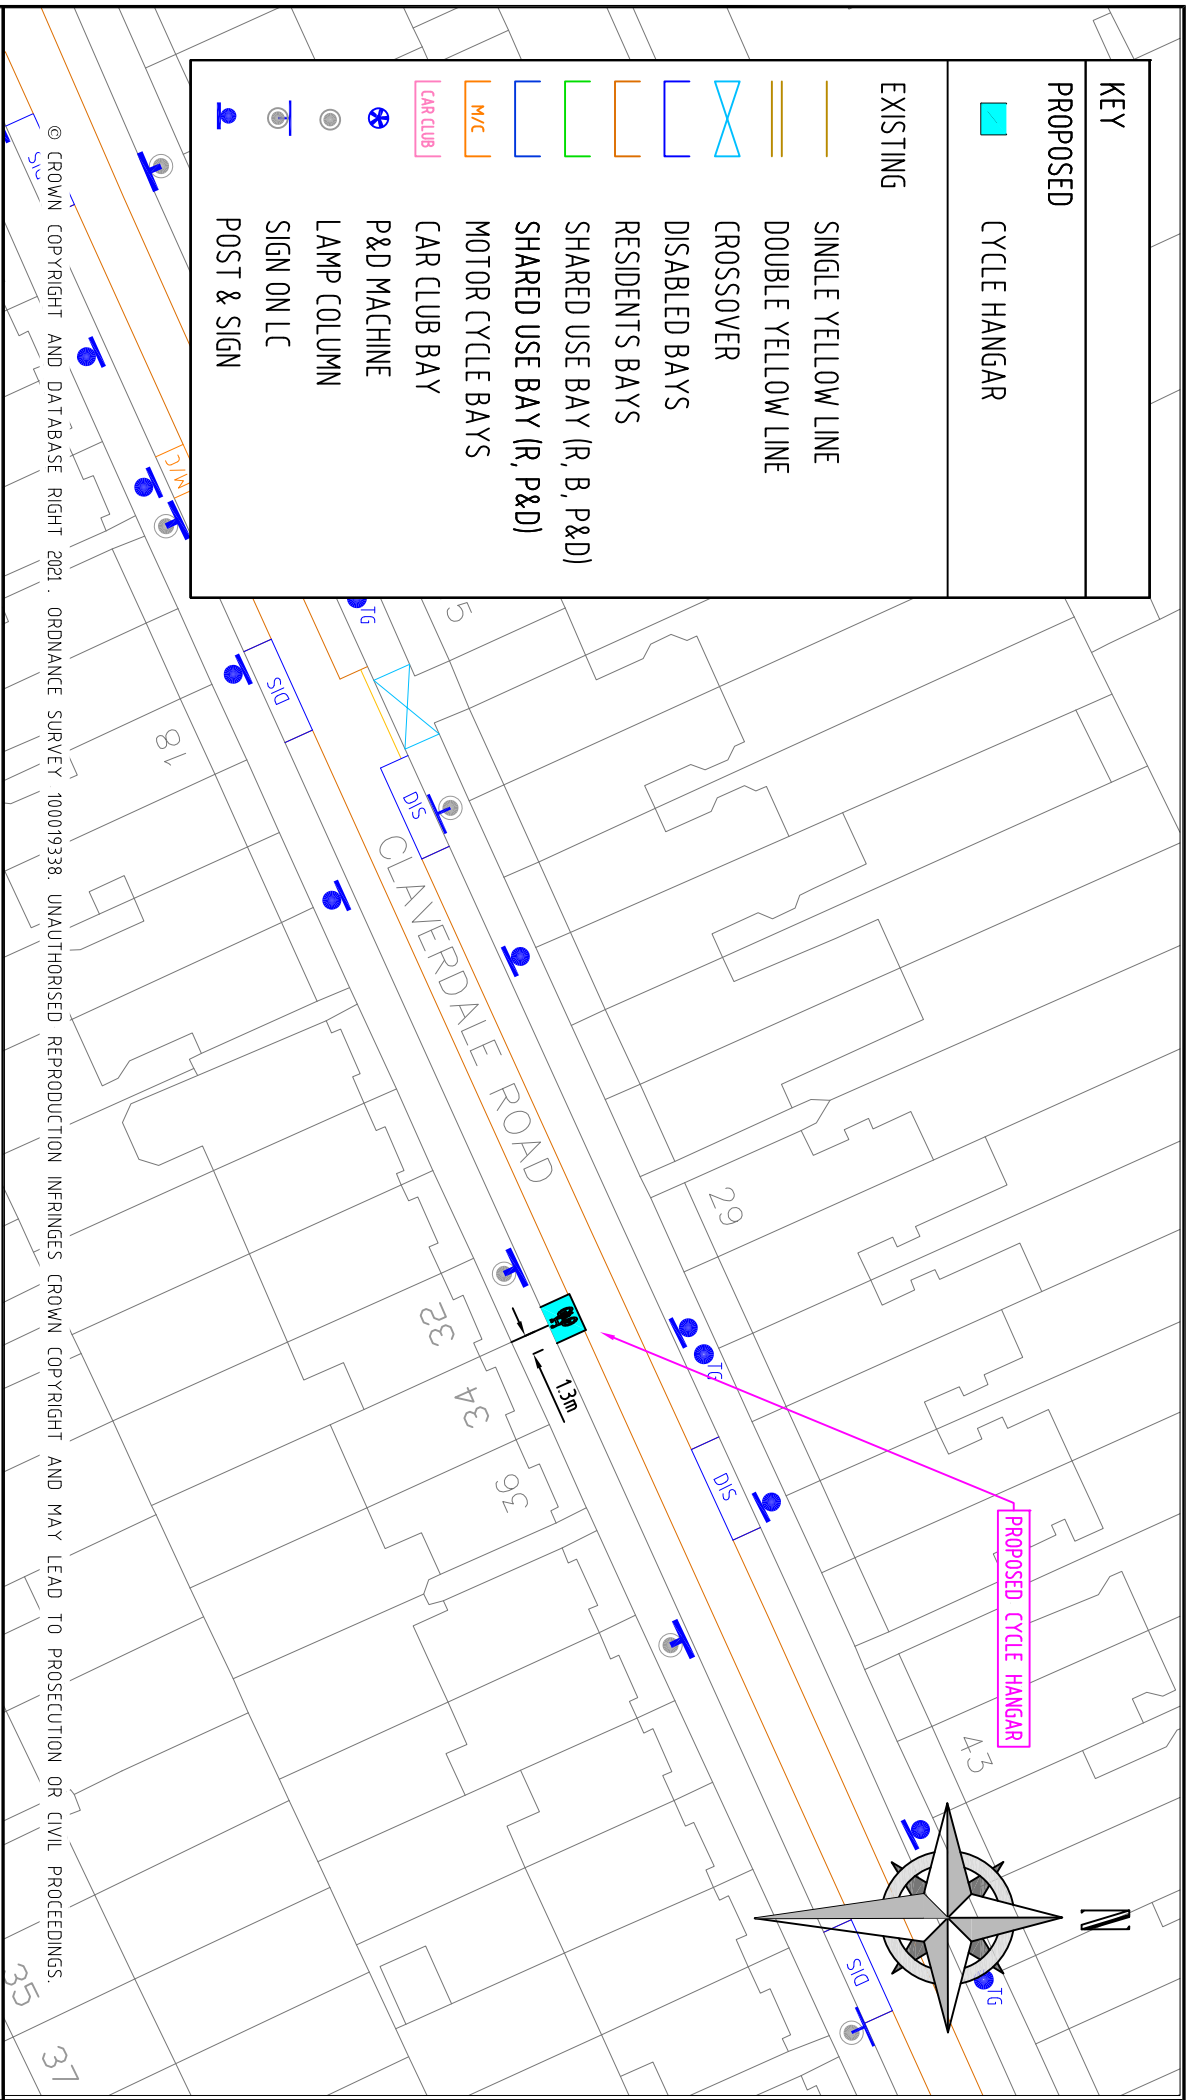 KEY
PROPOSED
CYCLE HANGAR
EXISTING
SINGLE YELLOW LINE
DOUBLE YELLOW LINE
CROSSOVER
DISABLED BAYS
RESIDENTS BAYS
SHARED USE BAY (R, B, P&D)
SHARED USE BAY (R, P&D)
M/C MOTOR CYCLE BAYS
CAR CLUB CAR CLUB BAY
P&D MACHINE
LAMP COLUMN
SIGN ON LC
POST & SIGN
N
PROPOSED CYCLE HANGAR
43
TG
DIS
29
TG
DIS
1.3m
CLAVERDALE ROAD
DIS
TG
5
DIS
M/C
18
32
34
36
35
37
© CROWN COPYRIGHT AND DATABASE RIGHT 2021. ORDNANCE SURVEY 100019338. UNAUTHORISED REPRODUCTION INFRINGES CROWN COPYRIGHT AND MAY LEAD TO PROSECUTION OR CIVIL PROCEEDINGS.